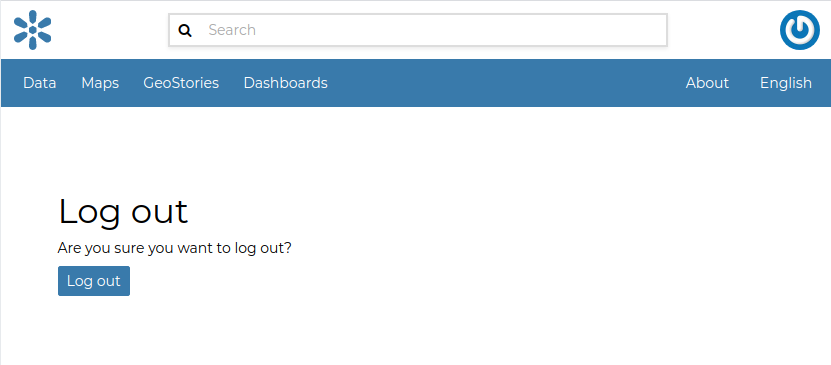 Search
Data Maps GeoStories Dashboards About English
Log out
Are you sure you want to log out?
Log out